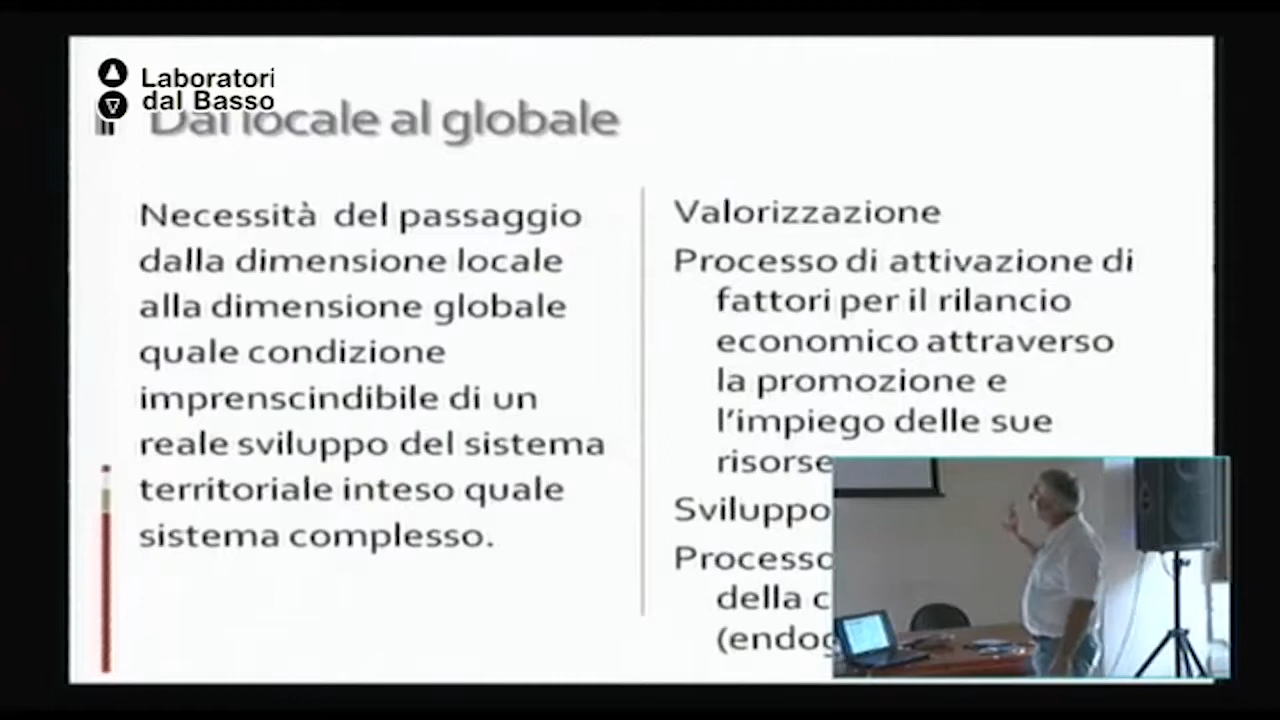 Laboratori
dal Basso
Dal locale al globale
Necessità del passaggio
dalla dimensione locale
alla dimensione globale
quale condizione
imprenscindibile di un
reale sviluppo del sistema
territoriale inteso quale
sistema complesso.
Valorizzazione
Processo di attivazione di
fattori per il rilancio
economico attraverso
la promozione e
l'impiego delle sue
risorse
Sviluppo
Processo
della